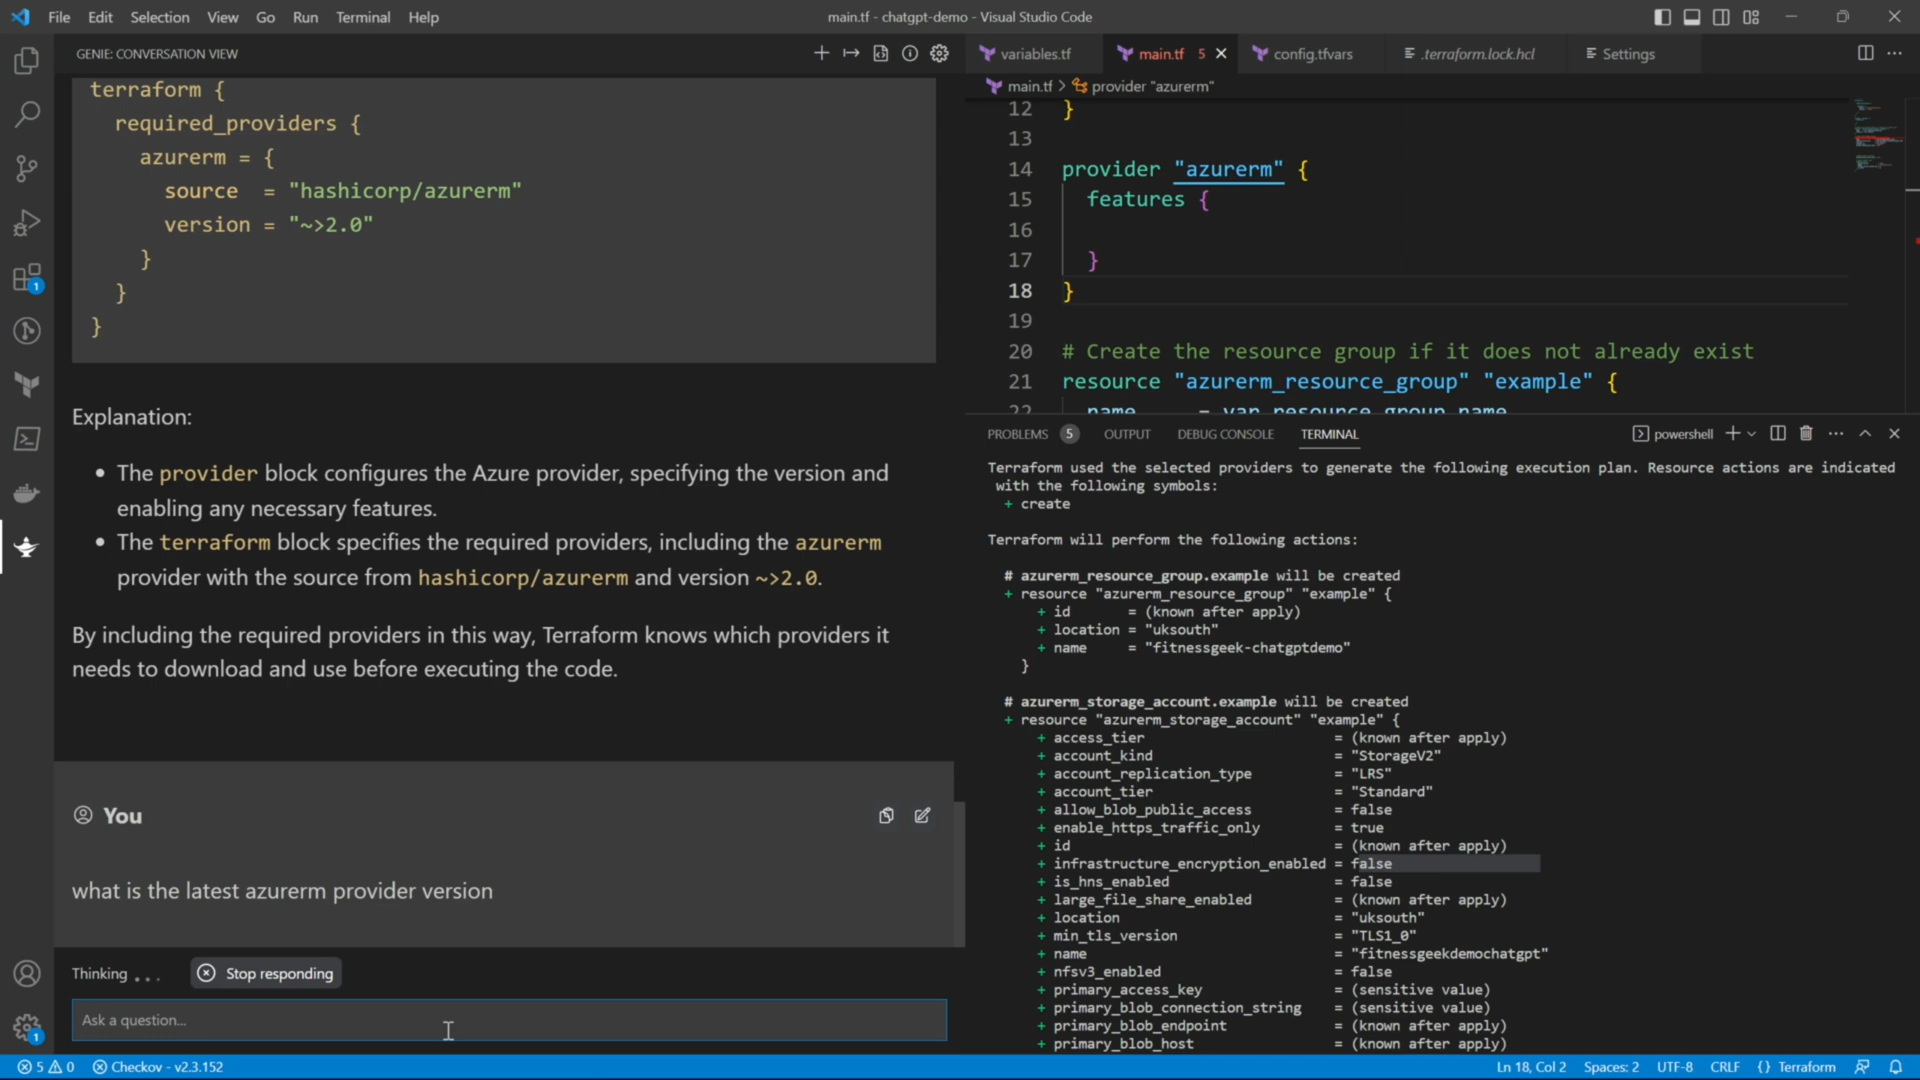 File Edit Selection View Go Run Terminal Help
main.tf - chatgpt-demo - Visual Studio Code
GENIE: CONVERSATION VIEW
terraform {
required_providers {
azurerm = {
source = "hashicorp/azurerm"
version = "~>2.0"
}
}
}
Explanation:
• The provider block configures the Azure provider, specifying the version and
enabling any necessary features.
• The terraform block specifies the required providers, including the azurerm
provider with the source from hashicorp/azurerm and version ~>2.0.
By including the required providers in this way, Terraform knows which providers it
needs to download and use before executing the code.
You
what is the latest azurerm provider version
Thinking ...
Stop responding
Ask a question...
1
1
variables.tf
main.tf 5
config.tfvars
.terraform.lock.hcl
Settings
main.tf > provider "azurerm"
12 }
13
14 provider "azurerm" {
15 features {
16
17 }
18 }
19
20 # Create the resource group if it does not already exist
21 resource "azurerm_resource_group" "example" {
22 name = var.resource_group_name
PROBLEMS 5 OUTPUT DEBUG CONSOLE TERMINAL
powershell
Terraform used the selected providers to generate the following execution plan. Resource actions are indicated
with the following symbols:
+ create
Terraform will perform the following actions:
# azurerm_resource_group.example will be created
+ resource "azurerm_resource_group" "example" {
+ id = (known after apply)
+ location = "uksouth"
+ name = "fitnessgeek-chatgptdemo"
}
# azurerm_storage_account.example will be created
+ resource "azurerm_storage_account" "example" {
+ access_tier = (known after apply)
+ account_kind = "StorageV2"
+ account_replication_type = "LRS"
+ account_tier = "Standard"
+ allow_blob_public_access = false
+ enable_https_traffic_only = true
+ id = (known after apply)
+ infrastructure_encryption_enabled = false
+ is_hns_enabled = false
+ large_file_share_enabled = (known after apply)
+ location = "uksouth"
+ min_tls_version = "TLS1_0"
+ name = "fitnessgeekdemochatgpt"
+ nfsv3_enabled = false
+ primary_access_key = (sensitive value)
+ primary_blob_connection_string = (sensitive value)
+ primary_blob_endpoint = (known after apply)
+ primary_blob_host = (known after apply)
5 0 Checkov - v2.3.152
Ln 18, Col 2 Spaces: 2 UTF-8 CRLF {} Terraform